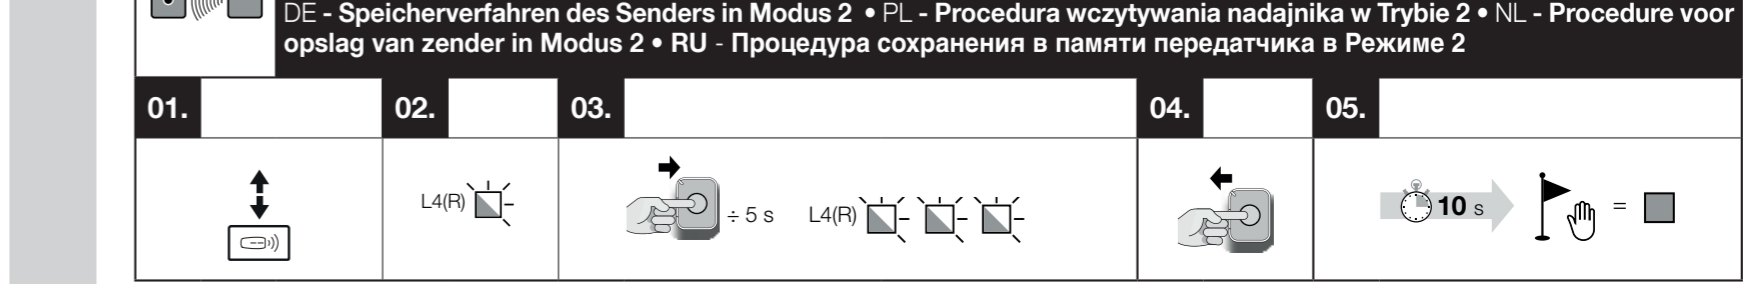 DE - Speicherverfahren des Senders in Modus 2 • PL - Procedura wczytywania nadajnika w Trybie 2 • NL - Procedure voor
opslag van zender in Modus 2 • RU - Процедура сохранения в памяти передатчика в Режиме 2
01. 02. 03. 04. 05.
L4(R) ÷ 5 s L4(R) 10 s =